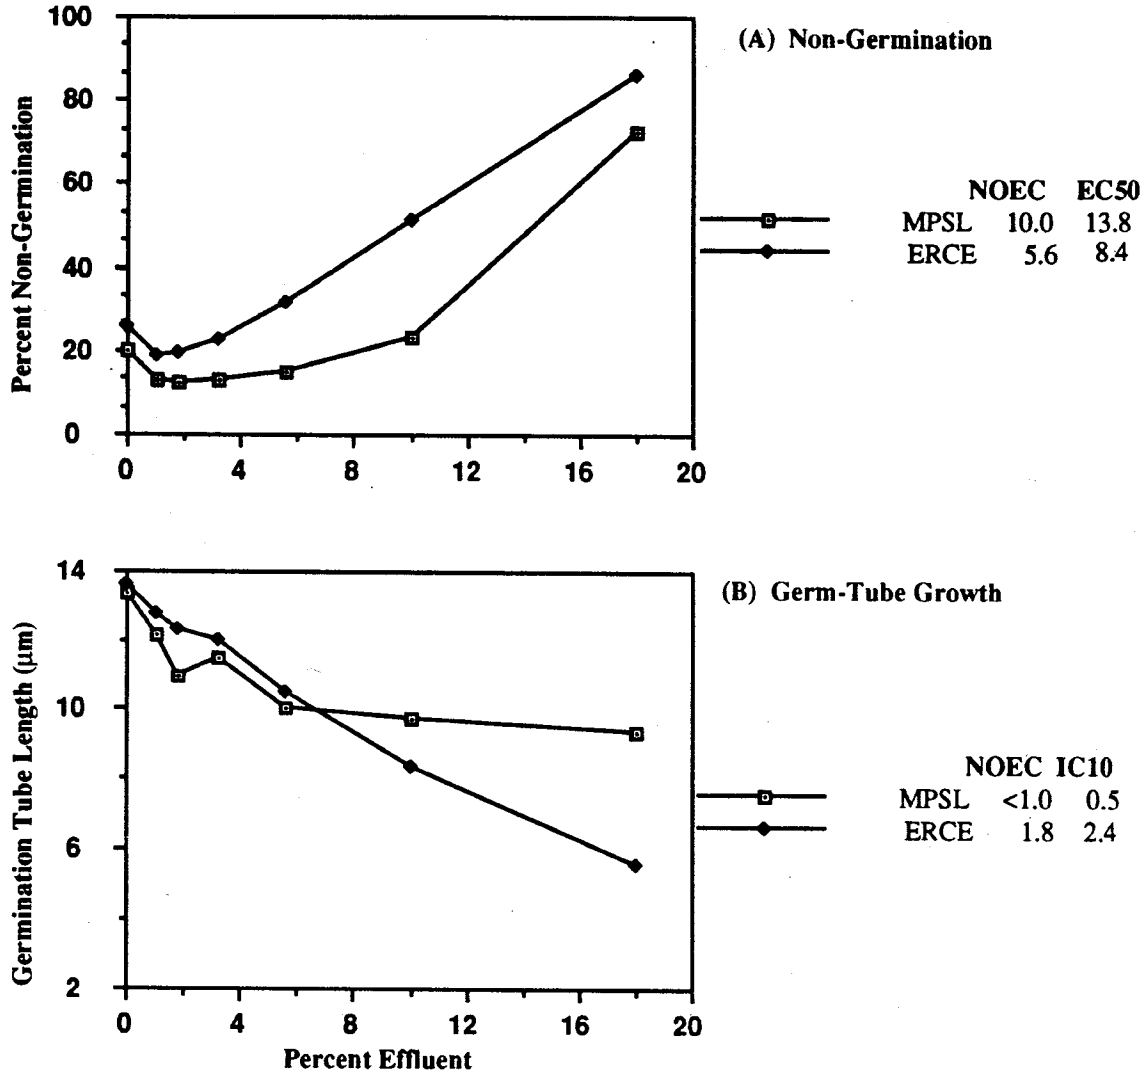 (A) Non-Germination
Percent Non-Germination
100
80
60
40
20
0
0 4 8 12 16 20
NOEC EC50
MPSL 10.0 13.8
ERCE 5.6 8.4
(B) Germ-Tube Growth
Germination Tube Length (µm)
14
10
6
2
0 4 8 12 16 20
Percent Effluent
NOEC IC10
MPSL <1.0 0.5
ERCE 1.8 2.4